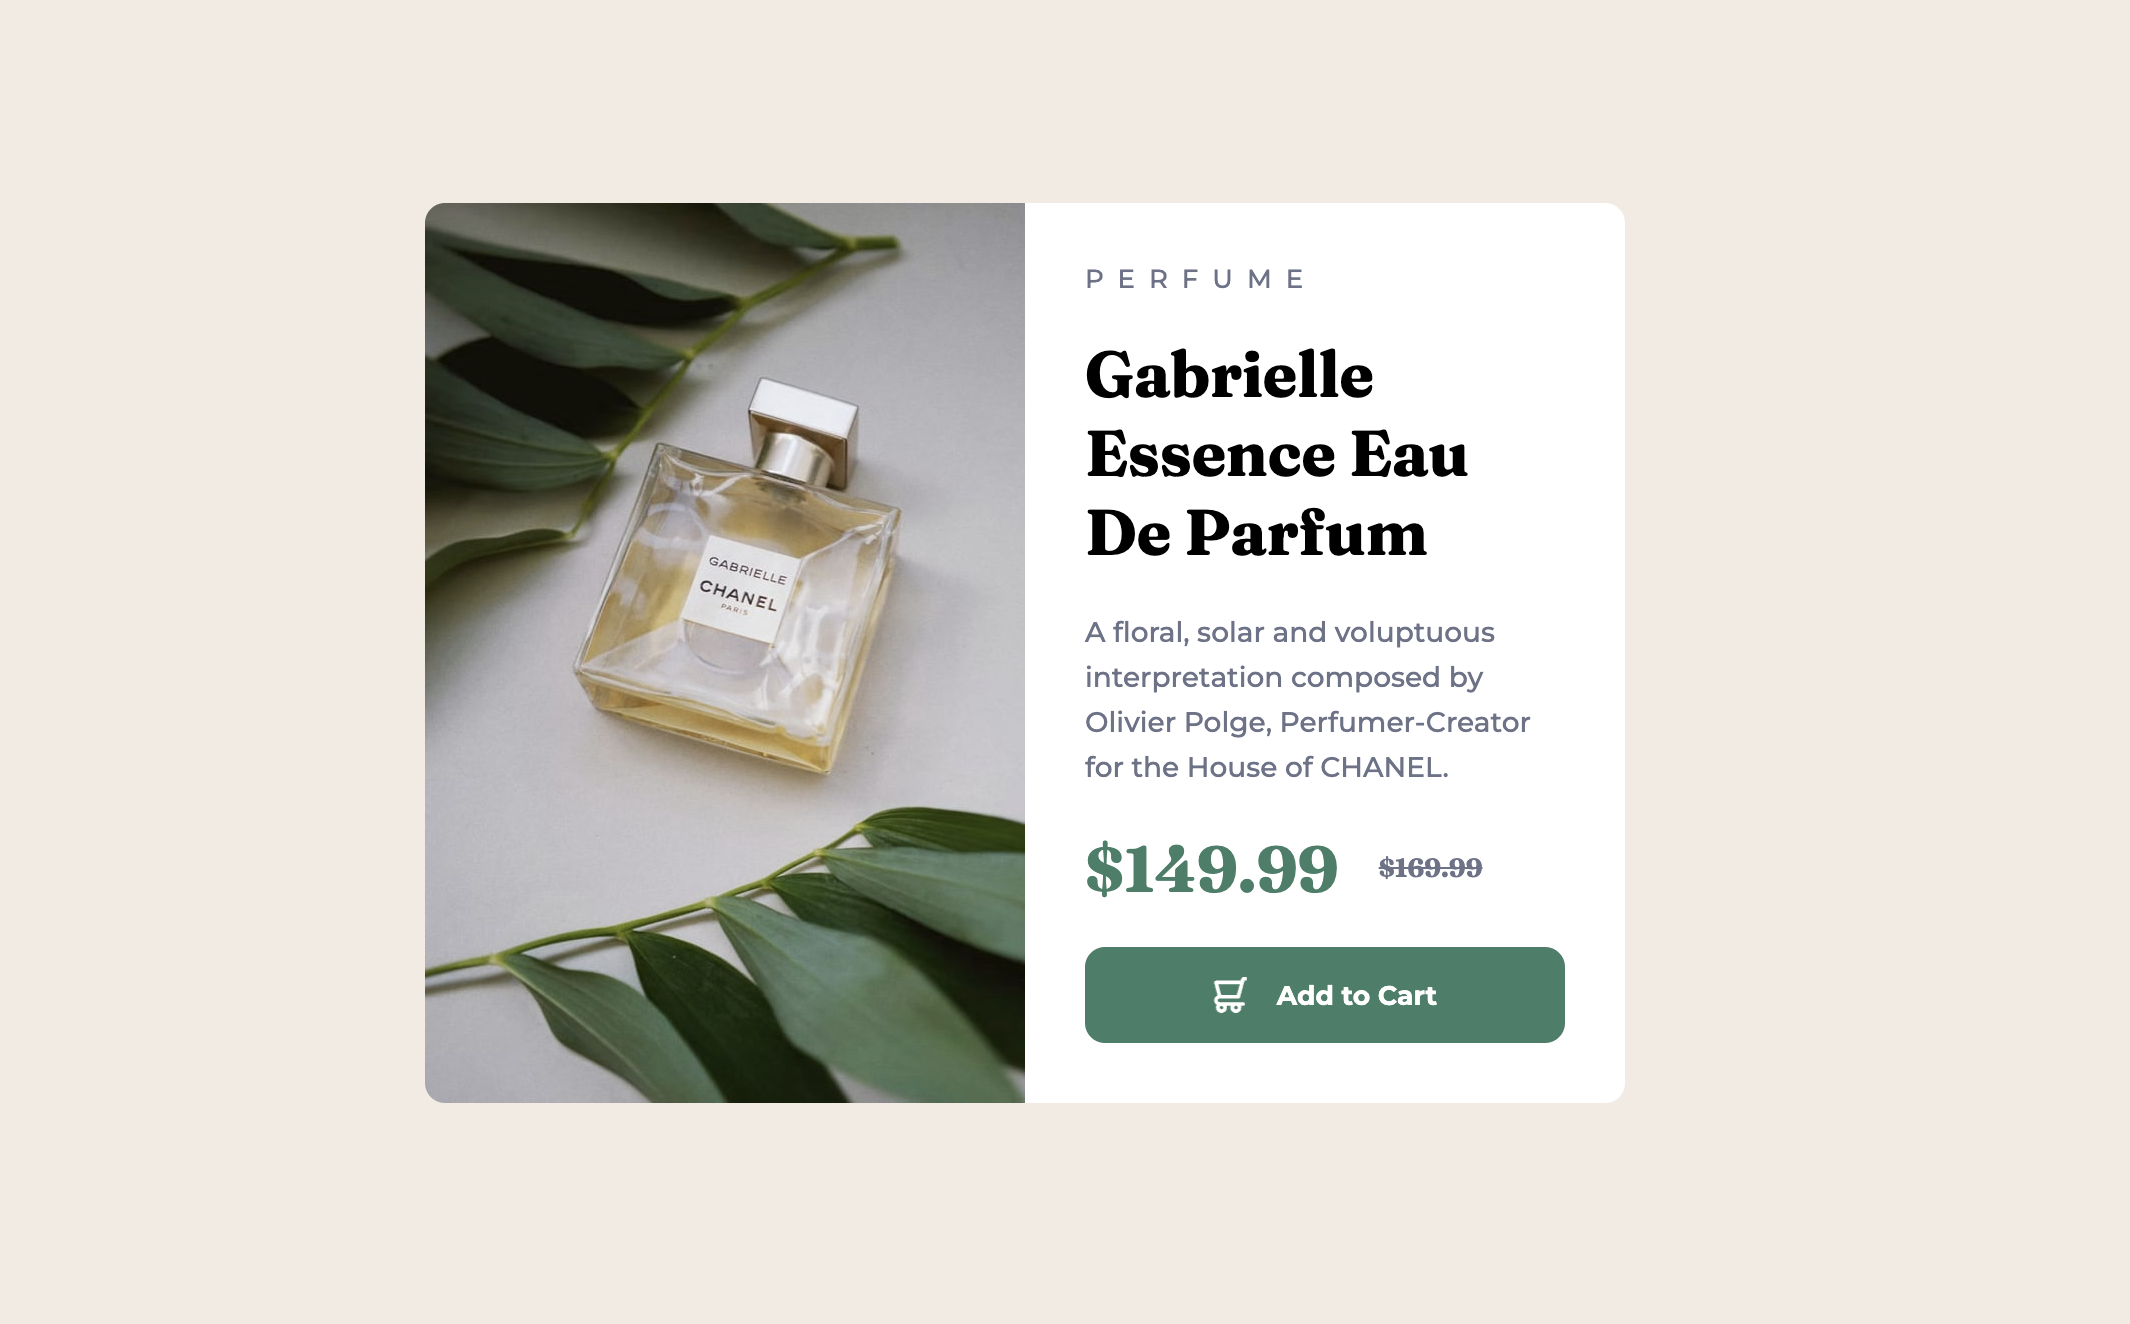 GABRIELLE
CHANEL
PARIS
PERFUME
Gabrielle
Essence Eau
De Parfum
A floral, solar and voluptuous
interpretation composed by
Olivier Polge, Perfumer-Creator
for the House of CHANEL.
$149.99 $169.99
Add to Cart